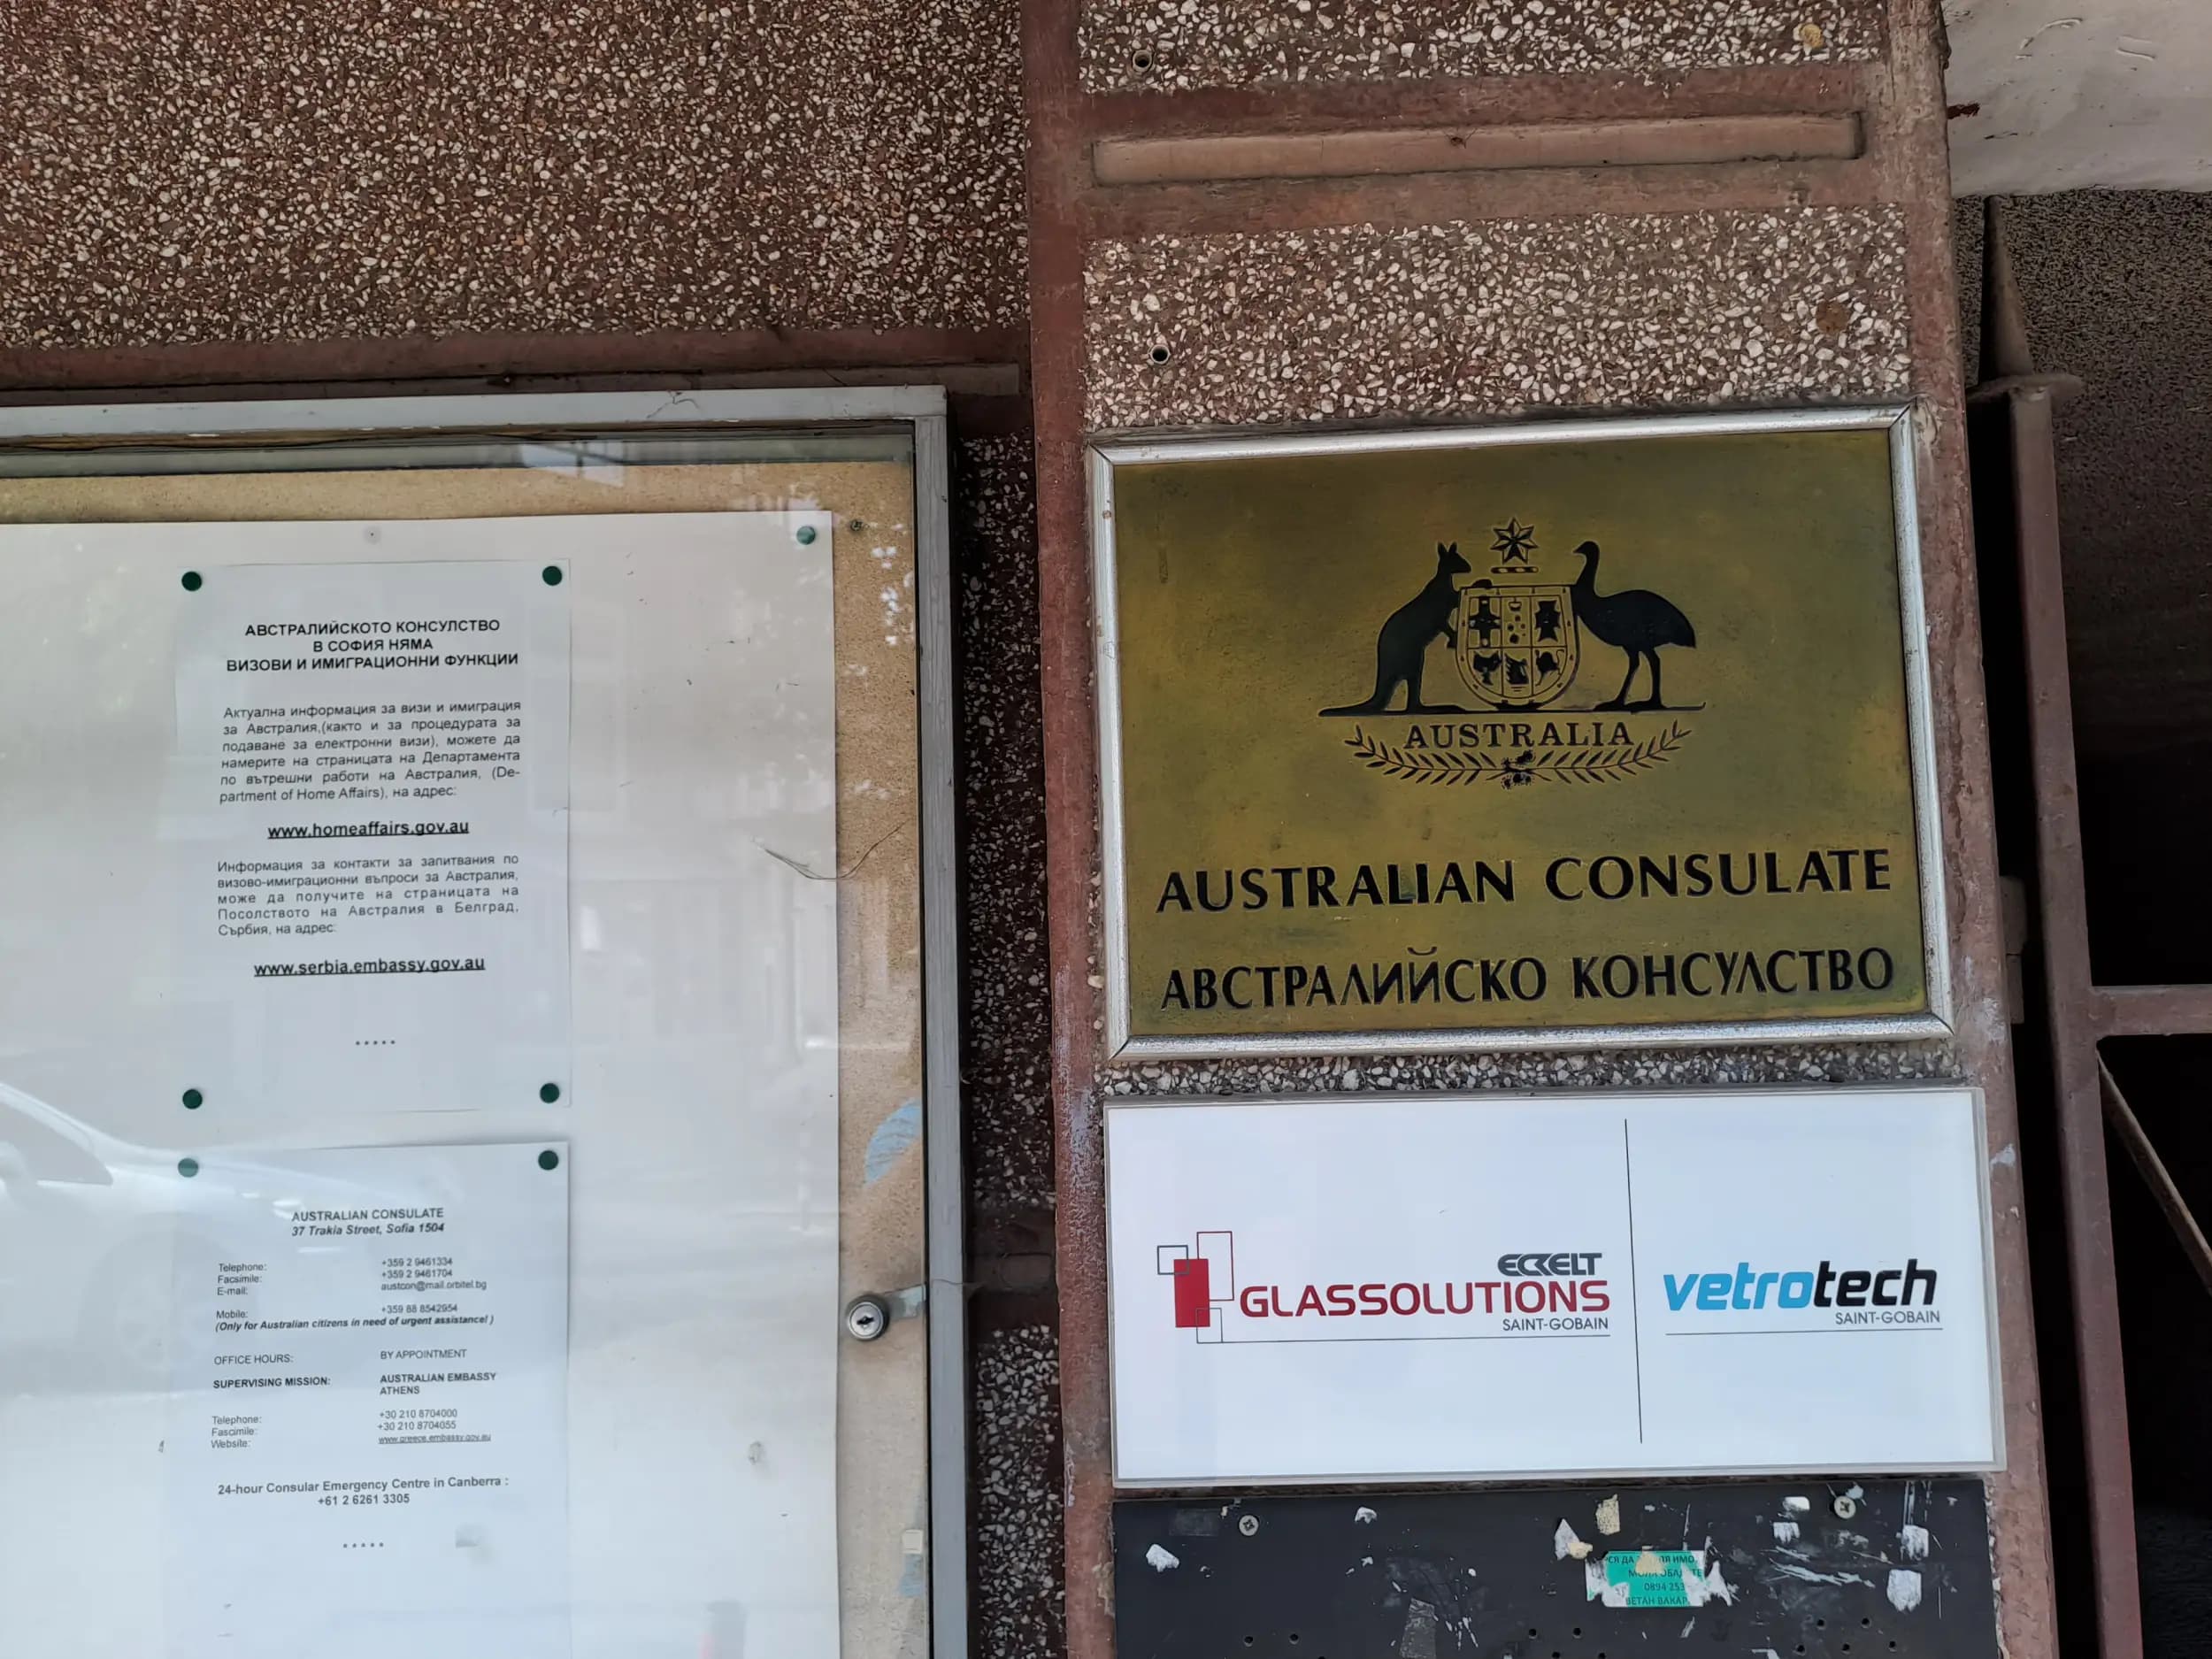 АВСТРАЛИЙСКОТО КОНСУЛСТВО
В СОФИЯ НЯМА
ВИЗОВИ И ИМИГРАЦИОННИ ФУНКЦИИ
Актуална информация за визи и имиграция
за Австралия,(както и за процедурата за
подаване за електронни визи), можете да
намерите на страницата на Департамента
по вътрешни работи на Австралия, (De-
partment of Home Affairs), на адрес:
www.homeaffairs.gov.au
Информация за контакти за запитвания по
визово-имиграционни въпроси за Австралия,
може да получите на страницата на
Посолството на Австралия в Белград,
Сърбия, на адрес:
www.serbia.embassy.gov.au
*****
AUSTRALIAN CONSULATE
37 Trakia Street, Sofia 1504
Telephone: +359 2 9461334
Facsimile: +359 2 9461704
E-mail: austcon@mail.orbitel.bg
Mobile: +359 88 8542954
(Only for Australian citizens in need of urgent assistance! )
OFFICE HOURS: BY APPOINTMENT
SUPERVISING MISSION: AUSTRALIAN EMBASSY
ATHENS
Telephone: +30 210 8704000
Fascimile: +30 210 8704055
Website: www.greece.embassy.gov.au
24-hour Consular Emergency Centre in Canberra :
+61 2 6261 3305
*****
AUSTRALIA
AUSTRALIAN CONSULATE
АВСТРАЛИЙСКО КОНСУЛСТВО
ECKELT
GLASSOLUTIONS
SAINT-GOBAIN
vetrotech
SAINT-GOBAIN
0894 253